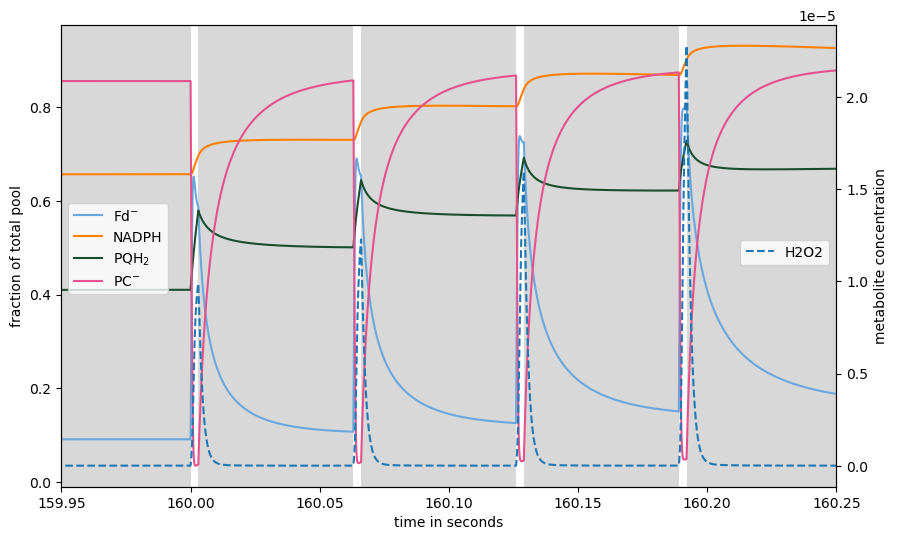 1e−5
0.8
0.6
0.4
0.2
0.0
fraction of total pool
Fd⁻
NADPH
PQH₂
PC⁻
H2O2
2.0
1.5
1.0
0.5
0.0
metabolite concentration
159.95
160.00
160.05
160.10
160.15
160.20
160.25
time in seconds